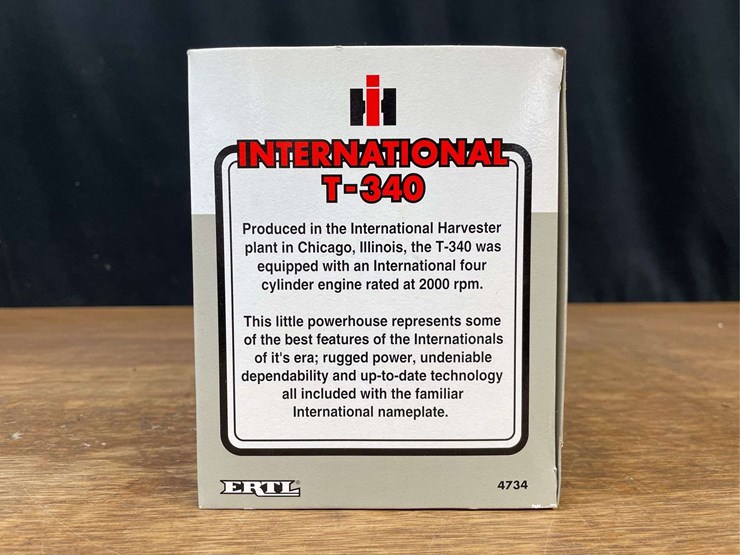 IH
INTERNATIONAL
T-340
Produced in the International Harvester
plant in Chicago, Illinois, the T-340 was
equipped with an International four
cylinder engine rated at 2000 rpm.
This little powerhouse represents some
of the best features of the Internationals
of it's era; rugged power, undeniable
dependability and up-to-date technology
all included with the familiar
International nameplate.
ERTL
4734